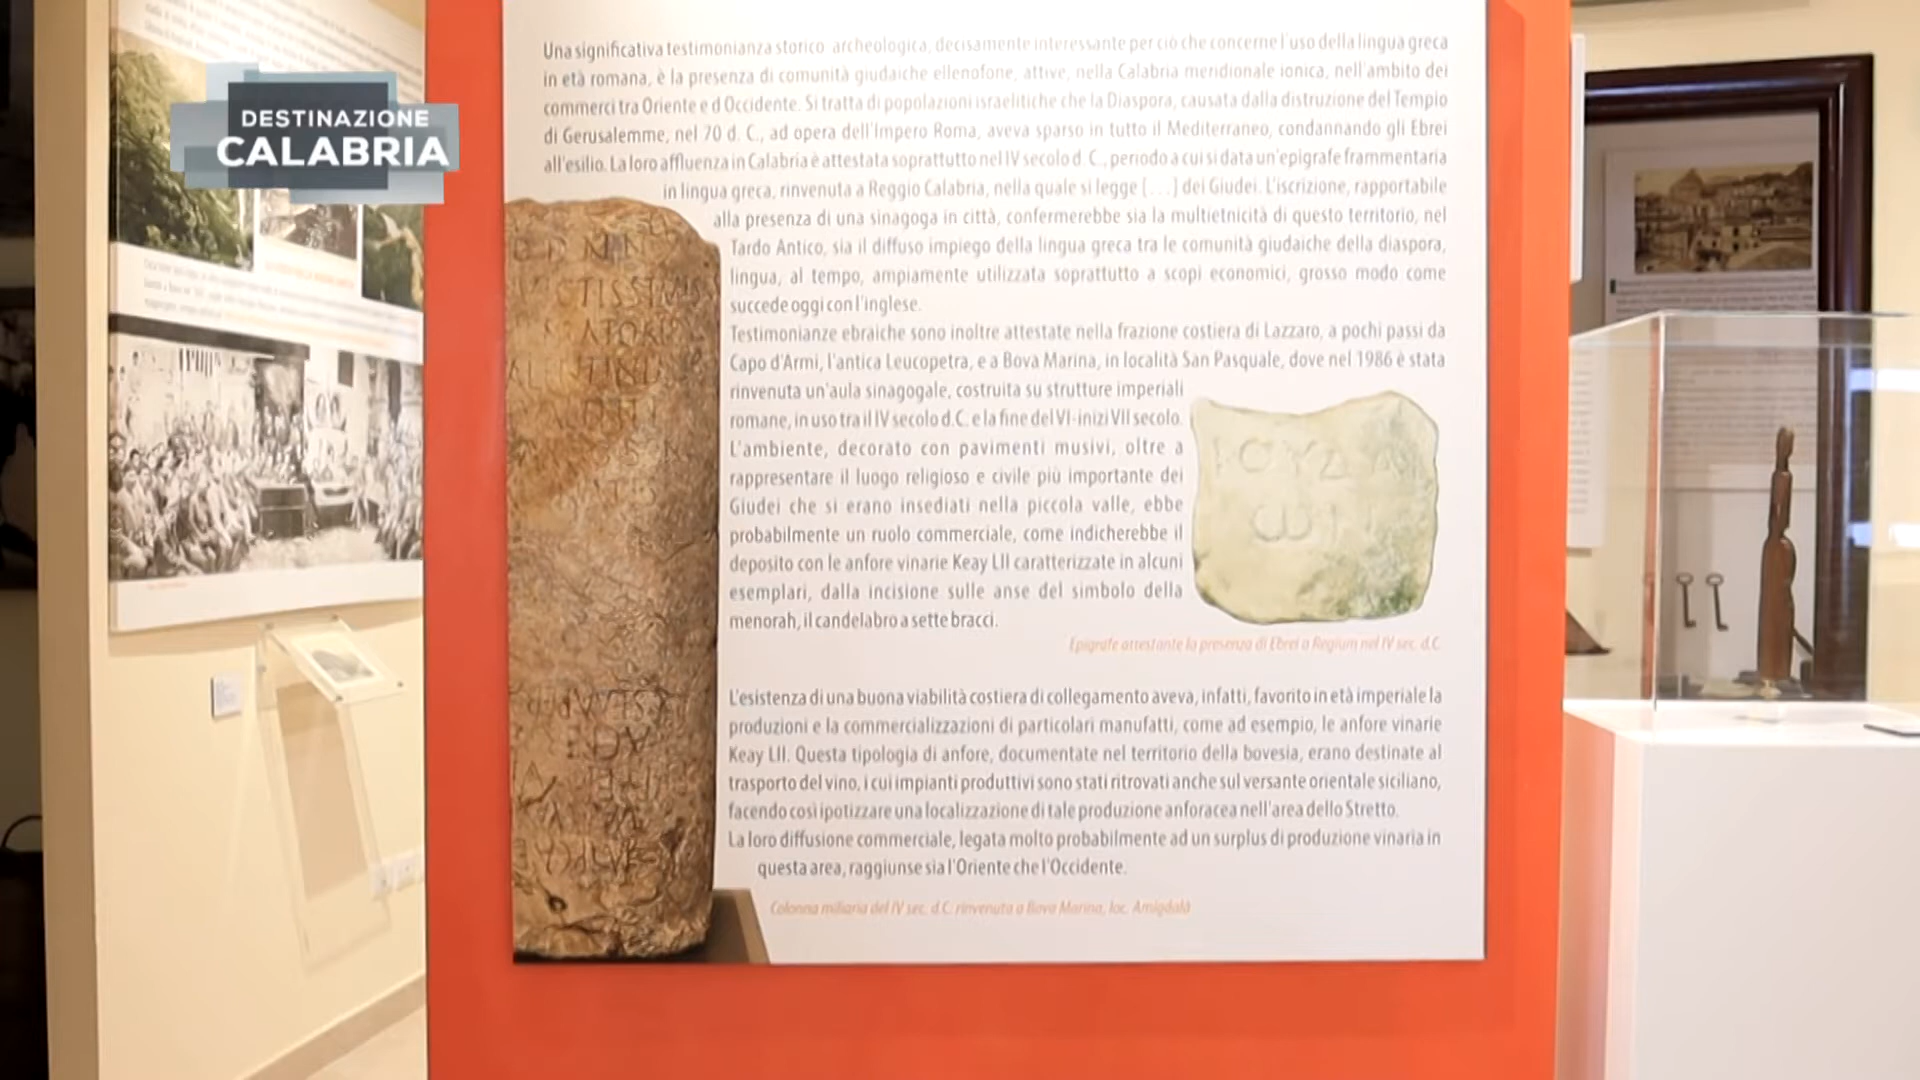 DESTINAZIONE
CALABRIA
Una significativa testimonianza storico archeologica, decisamente interessante per ciò che concerne l'uso della lingua greca
in età romana, è la presenza di comunità giudaiche ellenofone, attive, nella Calabria meridionale ionica, nell'ambito dei
commerci tra Oriente e d Occidente. Si tratta di popolazioni israelitiche che la Diaspora, causata dalla distruzione del Tempio
di Gerusalemme, nel 70 d. C., ad opera dell'Impero Roma, aveva sparso in tutto il Mediterraneo, condannando gli Ebrei
all'esilio. La loro affluenza in Calabria è attestata soprattutto nel IV secolo d. C., periodo a cui si data un'epigrafe frammentaria
in lingua greca, rinvenuta a Reggio Calabria, nella quale si legge [...] dei Giudei. L'iscrizione, rapportabile
alla presenza di una sinagoga in città, confermerebbe sia la multietnicità di questo territorio, nel
Tardo Antico, sia il diffuso impiego della lingua greca tra le comunità giudaiche della diaspora,
lingua, al tempo, ampiamente utilizzata soprattutto a scopi economici, grosso modo come
succede oggi con l'inglese.
Testimonianze ebraiche sono inoltre attestate nella frazione costiera di Lazzaro, a pochi passi da
Capo d'Armi, l'antica Leucopetra, e a Bova Marina, in località San Pasquale, dove nel 1986 è stata
rinvenuta un'aula sinagogale, costruita su strutture imperiali
romane, in uso tra il IV secolo d.C. e la fine del VI-inizi VII secolo.
L'ambiente, decorato con pavimenti musivi, oltre a
rappresentare il luogo religioso e civile più importante dei
Giudei che si erano insediati nella piccola valle, ebbe
probabilmente un ruolo commerciale, come indicherebbe il
deposito con le anfore vinarie Keay LII caratterizzate in alcuni
esemplari, dalla incisione sulle anse del simbolo della
menorah, il candelabro a sette bracci.
Epigrafe attestante la presenza di Ebrei a Regium nel IV sec. d.C
L'esistenza di una buona viabilità costiera di collegamento aveva, infatti, favorito in età imperiale la
produzioni e la commercializzazioni di particolari manufatti, come ad esempio, le anfore vinarie
Keay LII. Questa tipologia di anfore, documentate nel territorio della bovesia, erano destinate al
trasporto del vino, i cui impianti produttivi sono stati ritrovati anche sul versante orientale siciliano,
facendo così ipotizzare una localizzazione di tale produzione anforacea nell'area dello Stretto.
La loro diffusione commerciale, legata molto probabilmente ad un surplus di produzione vinaria in
questa area, raggiunse sia l'Oriente che l'Occidente.
Colonna miliaria del IV sec. d.C. rinvenuta a Bova Marina, loc. Amigdalà